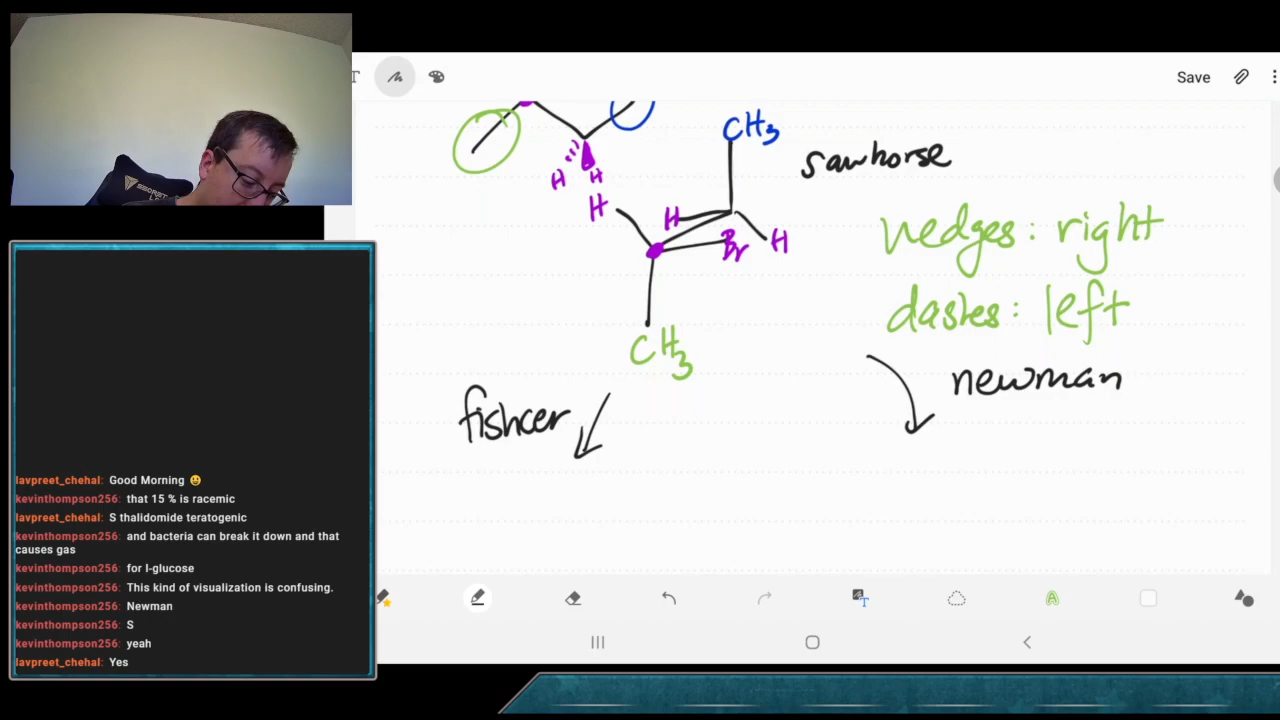 T
Save
CH3
sawhorse
H
H
H
H
Br
H
wedges: right
dashes: left
CH3
newman
fishcer
lavpreet_chehal: Good Morning 😃
kevinthompson256: that 15 % is racemic
lavpreet_chehal: S thalidomide teratogenic
kevinthompson256: and bacteria can break it down and that
causes gas
kevinthompson256: for l-glucose
kevinthompson256: This kind of visualization is confusing.
kevinthompson256: Newman
kevinthompson256: S
kevinthompson256: yeah
lavpreet_chehal: Yes